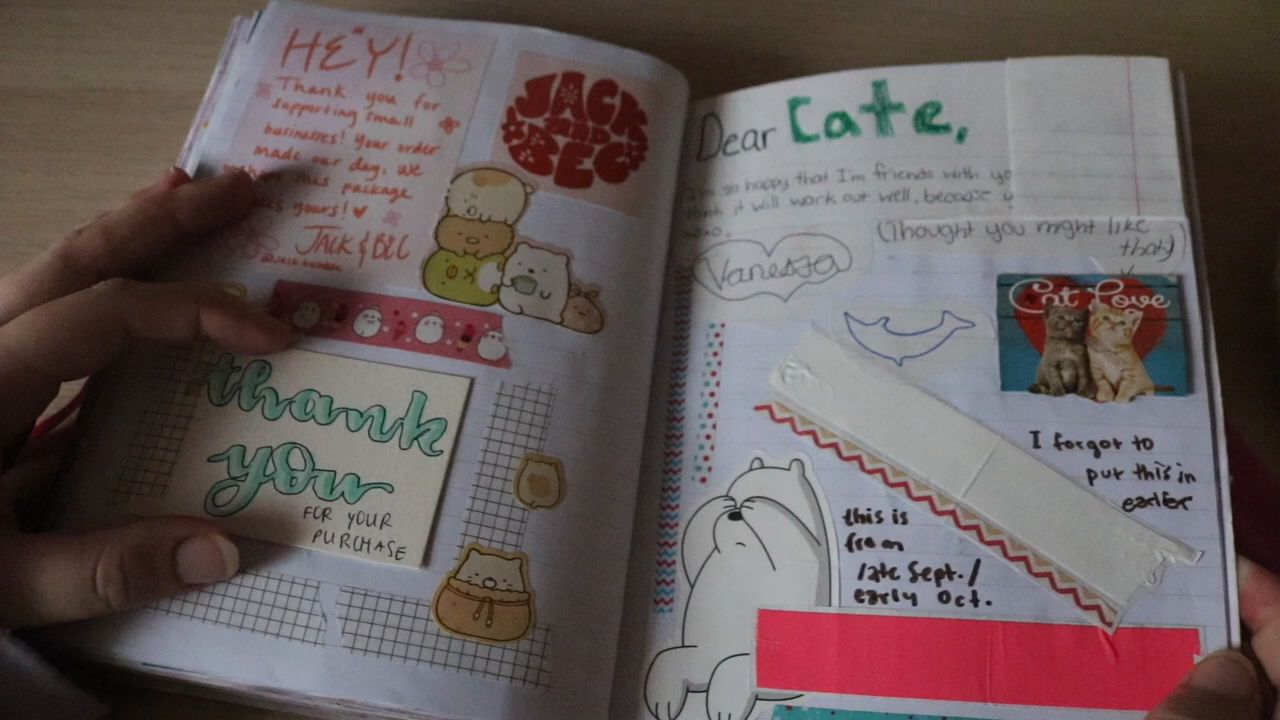 HEY!
Thank you for
supporting small
businesses! Your order
made our day, we
this package
yours!
JACK & BEC
JACK
AND
BEC
thank
you
FOR YOUR
PURCHASE
Dear Cate,
so happy that I'm friends with
it will work out well, because
xoxo,
Vanessa
(Thought you might like
that)
Cat Love
I forgot to
put this in
earlier
this is
from
late Sept./
early Oct.